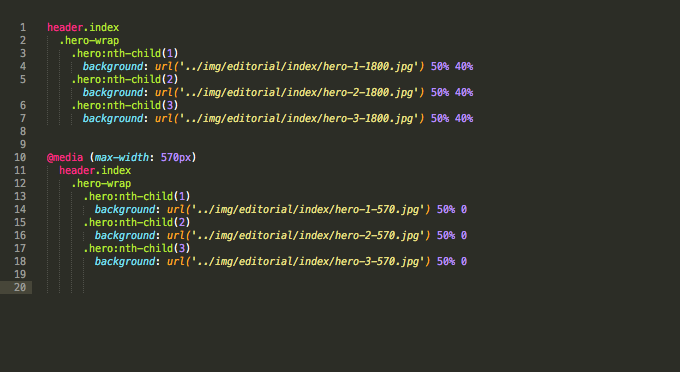 1 header.index
2 .hero-wrap
3 .hero:nth-child(1)
4 background: url('../img/editorial/index/hero-1-1800.jpg') 50% 40%
5 .hero:nth-child(2)
background: url('../img/editorial/index/hero-2-1800.jpg') 50% 40%
6 .hero:nth-child(3)
7 background: url('../img/editorial/index/hero-3-1800.jpg') 50% 40%
8
9
10 @media (max-width: 570px)
11 header.index
12 .hero-wrap
13 .hero:nth-child(1)
14 background: url('../img/editorial/index/hero-1-570.jpg') 50% 0
15 .hero:nth-child(2)
16 background: url('../img/editorial/index/hero-2-570.jpg') 50% 0
17 .hero:nth-child(3)
18 background: url('../img/editorial/index/hero-3-570.jpg') 50% 0
19
20